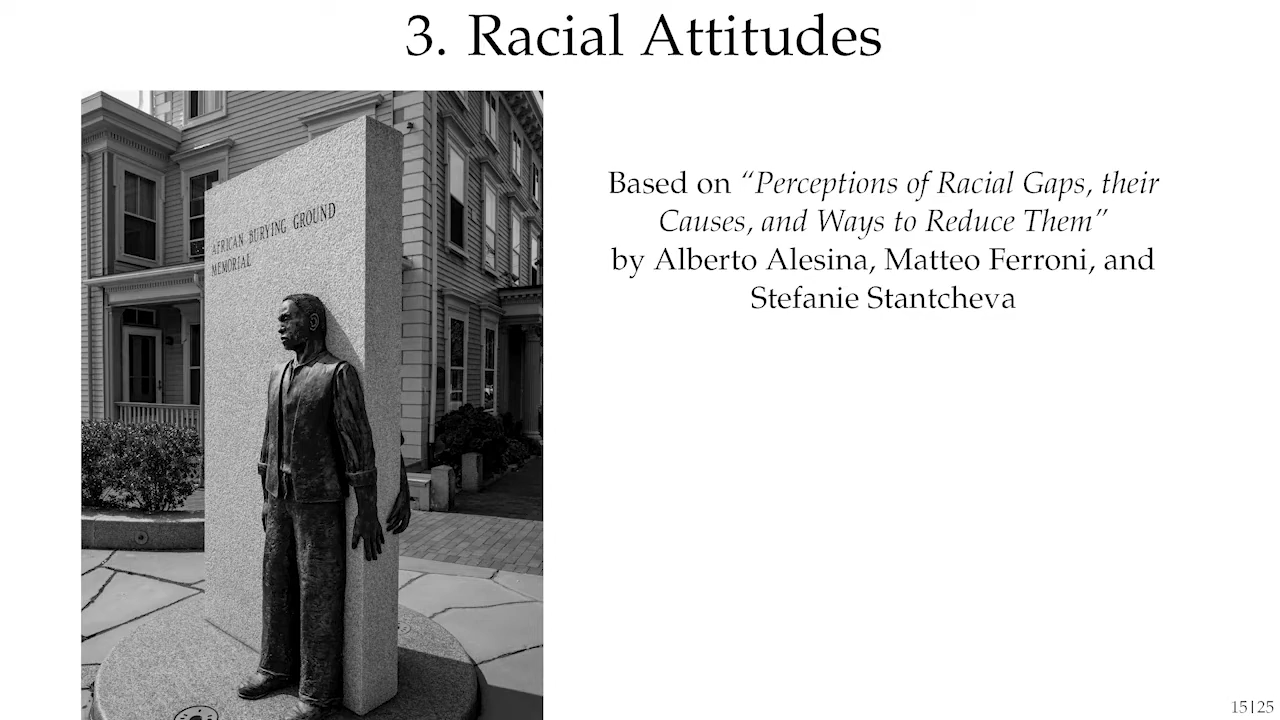 3. Racial Attitudes
AFRICAN BURYING GROUND
MEMORIAL
Based on “Perceptions of Racial Gaps, their
Causes, and Ways to Reduce Them”
by Alberto Alesina, Matteo Ferroni, and
Stefanie Stantcheva
15|25